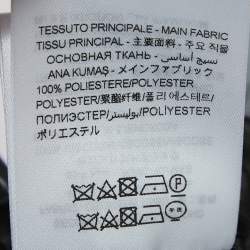 TESSUTO PRINCIPALE - MAIN FABRIC
TISSU PRINCIPAL - 主要面料 - 주요 직물
ОСНОВНАЯ ТКАНЬ - نسيج أساسي
ANA KUMAŞ - メインファブリック
100% POLIESTERE/POLYESTER/
POLYESTER/聚酯纤维/폴리에스테르/
ПОЛИЭСТЕР/بوليستر/POLİYESTER/
ポリエステル